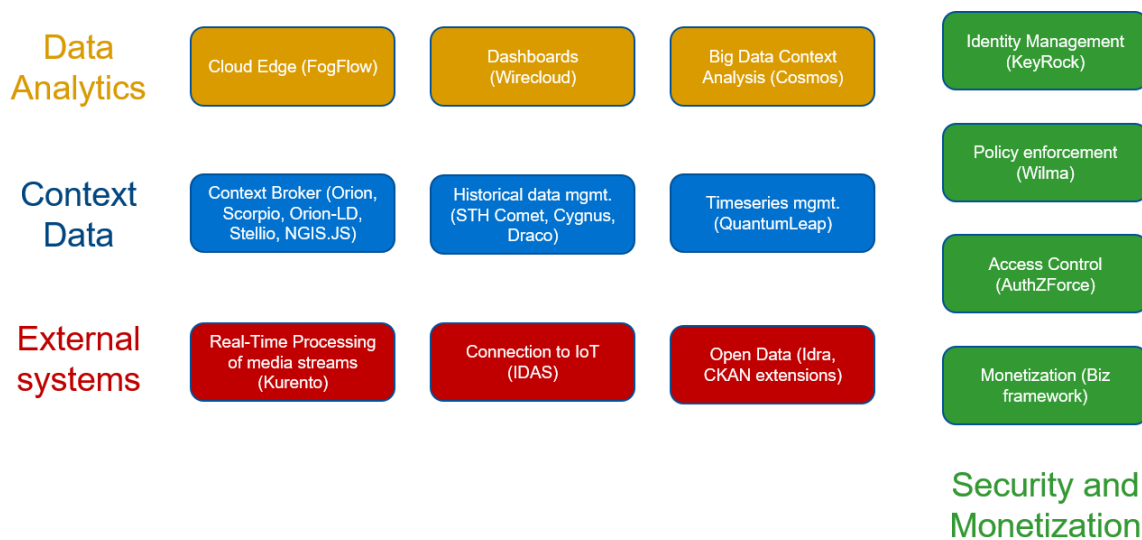 Data
Analytics
Cloud Edge (FogFlow)
Dashboards
(Wirecloud)
Big Data Context
Analysis (Cosmos)
Context
Data
Context Broker (Orion,
Scorpio, Orion-LD,
Stellio, NGIS.JS)
Historical data mgmt.
(STH Comet, Cygnus,
Draco)
Timeseries mgmt.
(QuantumLeap)
External
systems
Real-Time Processing
of media streams
(Kurento)
Connection to IoT
(IDAS)
Open Data (Idra,
CKAN extensions)
Identity Management
(KeyRock)
Policy enforcement
(Wilma)
Access Control
(AuthZForce)
Monetization (Biz
framework)
Security and
Monetization